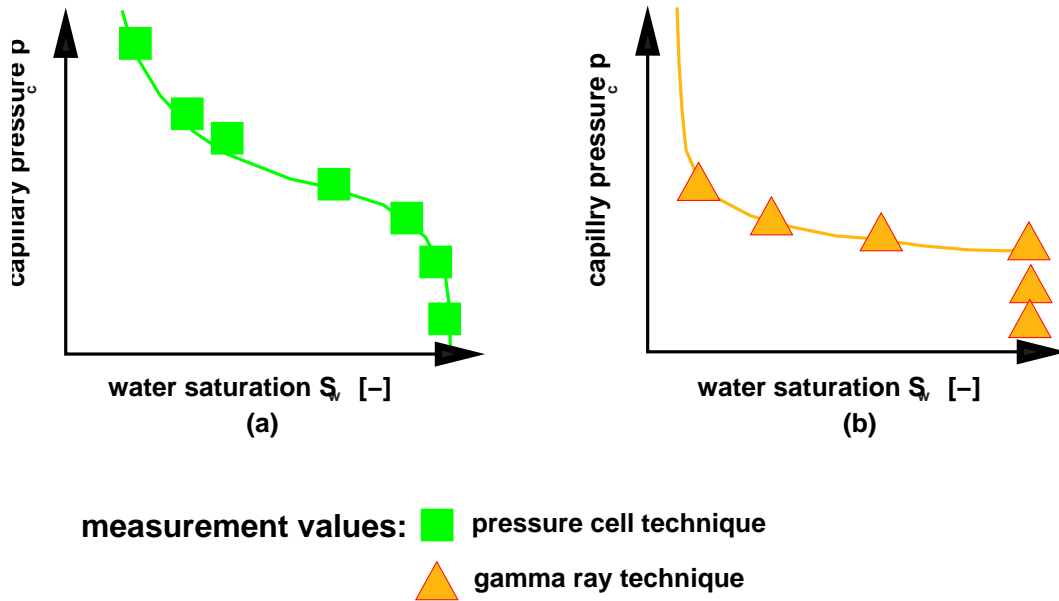 capillary pressure p c
capillry pressure p c
water saturation S w [–]
(a)
water saturation S w [–]
(b)
measurement values:
pressure cell technique
gamma ray technique